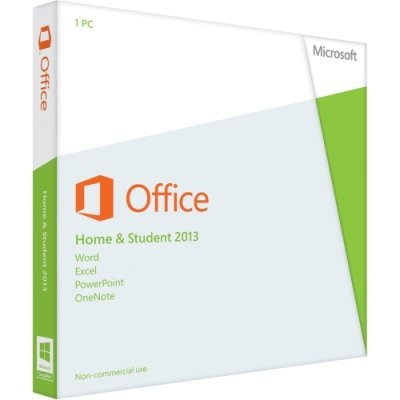 1 PC
Microsoft
Office
Home & Student 2013
Word
Excel
PowerPoint
OneNote
Non-commercial use
Office
Home & Student 2013